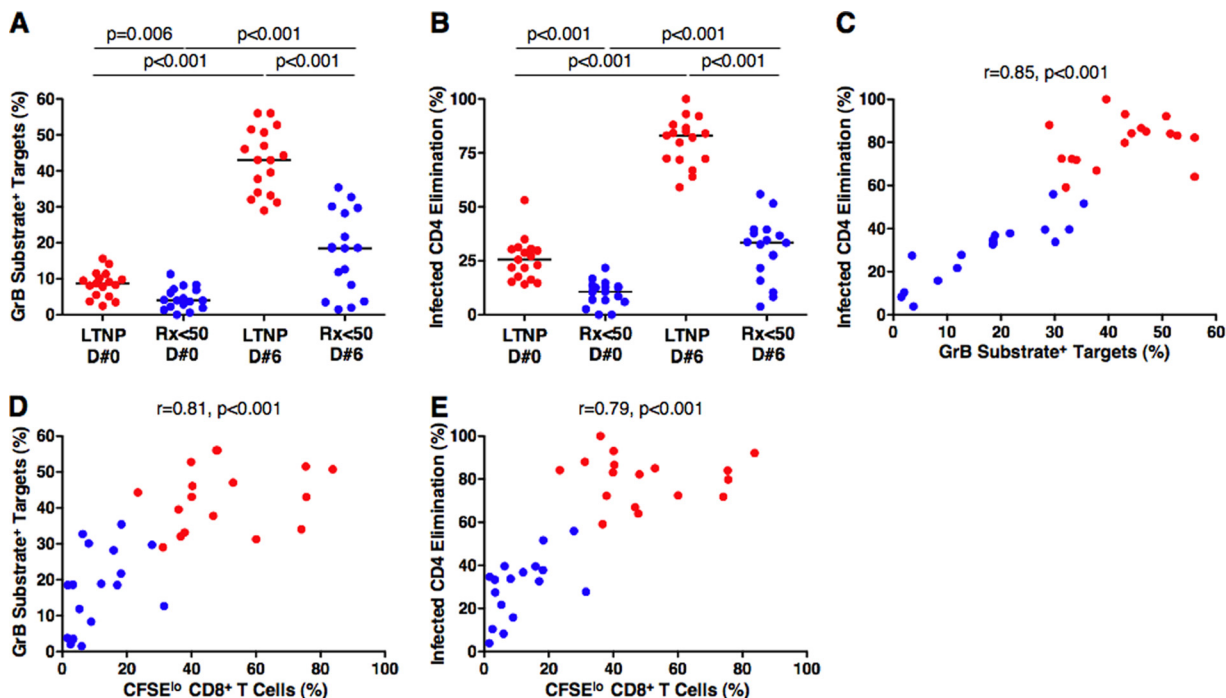 A
p=0.006 p<0.001
p<0.001 p<0.001
GrB Substrate⁺ Targets (%)
60
50
40
30
20
10
0
LTNP Rx<50 LTNP Rx<50
D#0 D#0 D#6 D#6
B
p<0.001 p<0.001
p<0.001 p<0.001
Infected CD4 Elimination (%)
100
75
50
25
0
LTNP Rx<50 LTNP Rx<50
D#0 D#0 D#6 D#6
C
r=0.85, p<0.001
Infected CD4 Elimination (%)
100
80
60
40
20
0
0 10 20 30 40 50 60
GrB Substrate⁺ Targets (%)
D
r=0.81, p<0.001
GrB Substrate⁺ Targets (%)
60
50
40
30
20
10
0
0 20 40 60 80 100
CFSEˡᵒ CD8⁺ T Cells (%)
E
r=0.79, p<0.001
Infected CD4 Elimination (%)
100
80
60
40
20
0
0 20 40 60 80 100
CFSEˡᵒ CD8⁺ T Cells (%)